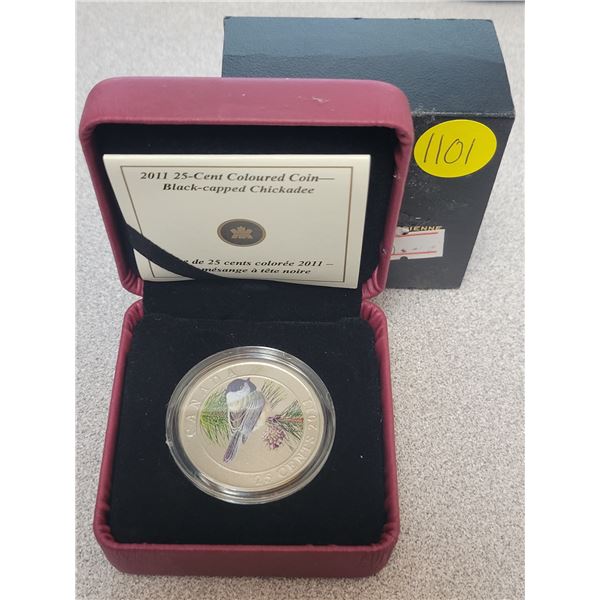 2011 25-Cent Coloured Coin—
Black-capped Chickadee
de 25 cents colorée 2011 –
mésange à tête noire
1101
IENNE
CANADA
25 CENTS 2011